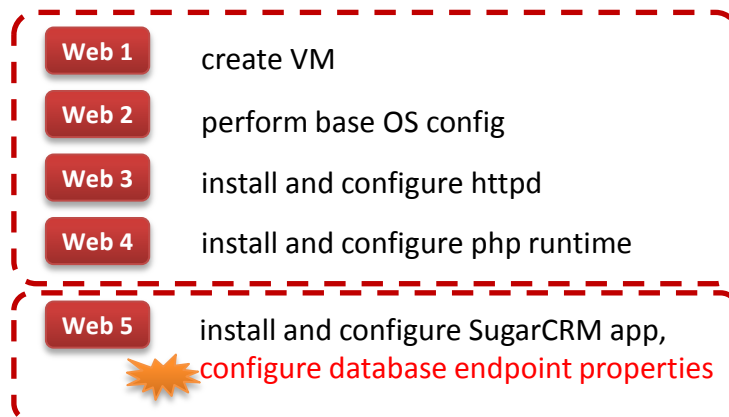 Web 1 create VM
Web 2 perform base OS config
Web 3 install and configure httpd
Web 4 install and configure php runtime
Web 5 install and configure SugarCRM app,
configure database endpoint properties